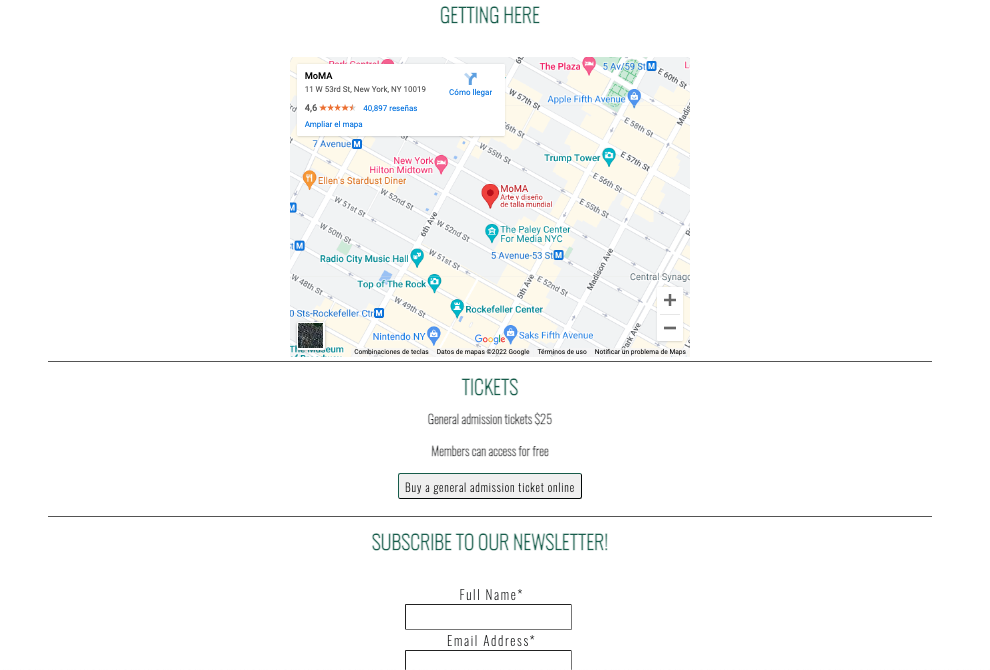 GETTING HERE
MoMA
11 W 53rd St, New York, NY 10019
Cómo llegar
4,6
40,897 reseñas
Ampliar el mapa
The Plaza
5 Av/59 St
M
E 60th St
W 57th St
Apple Fifth Avenue
E 58th St
7 Avenue
M
W 55th St
Trump Tower
E 57th St
New York
Hilton Midtown
Ellen's Stardust Diner
E 56th St
MoMA
Arte y diseño
de talla mundial
W 52nd St
E 55th St
W 51st St
6th Ave
W 52nd St
The Paley Center
For Media NYC
W 50th St
Radio City Music Hall
W 51st St
5 Avenue-53 St
M
Madison Ave
Central Synagog
W 48th St
Top of The Rock
5th Ave
E 52nd St
W 49th St
Rockefeller Center
0 Sts-Rockefeller Ctr
M
Nintendo NY
Google
Saks Fifth Avenue
Park Ave
Combinaciones de teclas
Datos de mapas ©2022 Google
Términos de uso
Notificar un problema de Maps
TICKETS
General admission tickets $25
Members can access for free
Buy a general admission ticket online
SUBSCRIBE TO OUR NEWSLETTER!
Full Name*
Email Address*